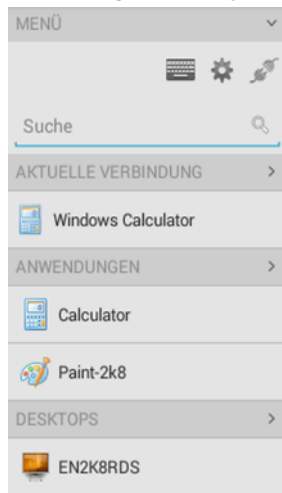 MENÜ
Suche
AKTUELLE VERBINDUNG
Windows Calculator
ANWENDUNGEN
Calculator
Paint-2k8
DESKTOPS
EN2K8RDS